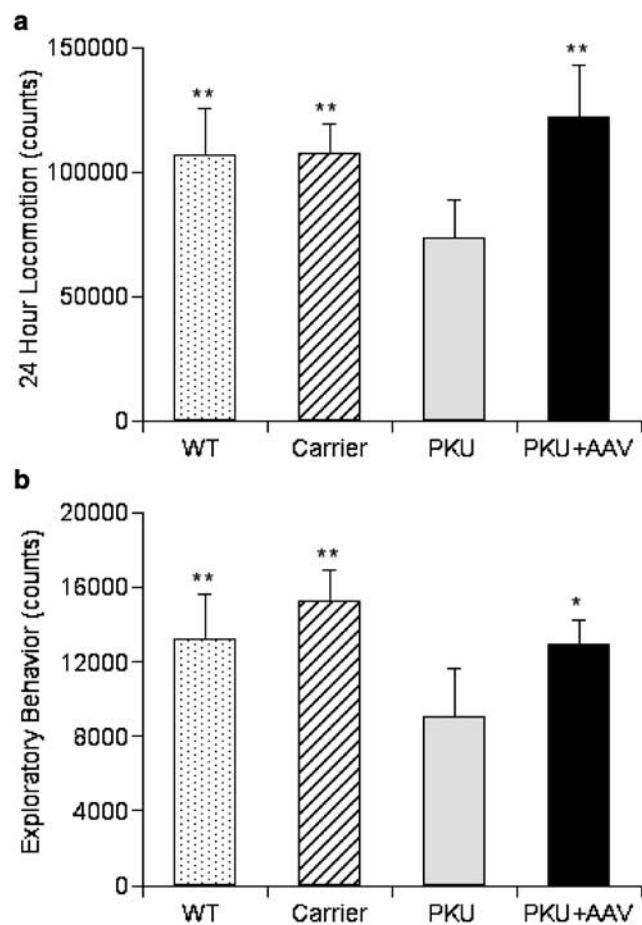 a
24 Hour Locomotion (counts)
150000
100000
50000
0
** ** **
WT Carrier PKU PKU+AAV
b
Exploratory Behavior (counts)
20000
16000
12000
8000
4000
0
** ** *
WT Carrier PKU PKU+AAV